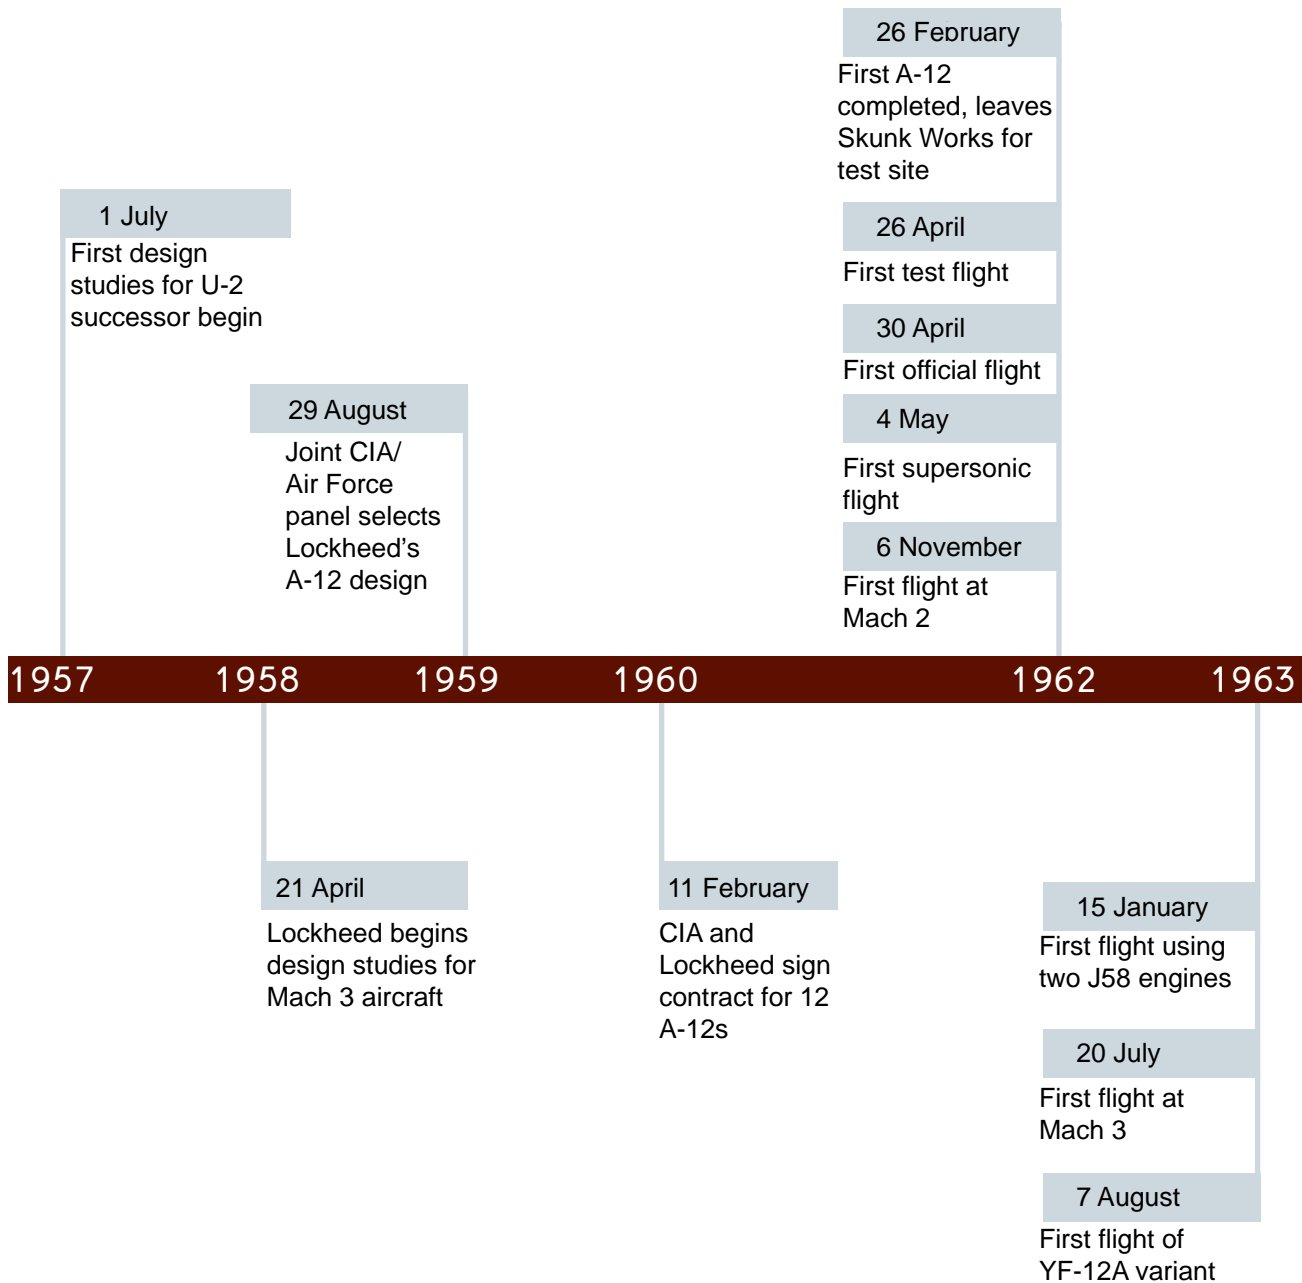 26 February
First A-12
completed, leaves
Skunk Works for
test site
1 July
First design
studies for U-2
successor begin
26 April
First test flight
30 April
First official flight
29 August
Joint CIA/
Air Force
panel selects
Lockheed's
A-12 design
4 May
First supersonic
flight
6 November
First flight at
Mach 2
1957 1958 1959 1960 1962 1963
21 April
Lockheed begins
design studies for
Mach 3 aircraft
11 February
CIA and
Lockheed sign
contract for 12
A-12s
15 January
First flight using
two J58 engines
20 July
First flight at
Mach 3
7 August
First flight of
YF-12A variant